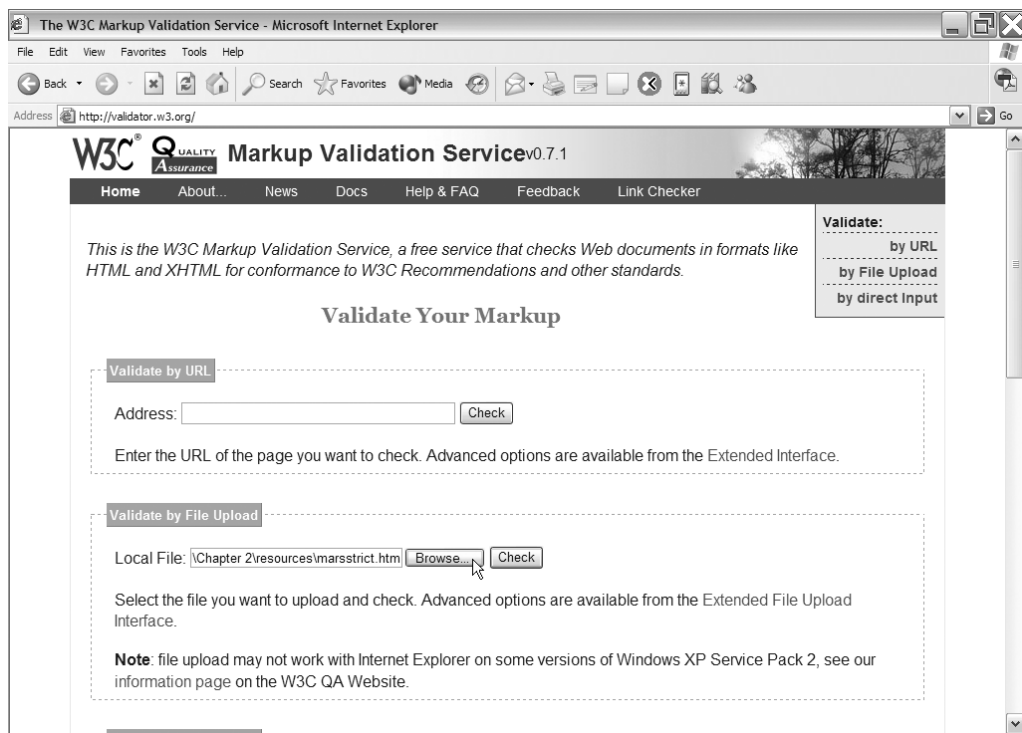 The W3C Markup Validation Service - Microsoft Internet Explorer
File Edit View Favorites Tools Help
Back Search Favorites Media
Address http://validator.w3.org/ Go
W3C® QUALITY Assurance Markup Validation Service v0.7.1
Home About... News Docs Help & FAQ Feedback Link Checker
Validate:
by URL
by File Upload
by direct Input
This is the W3C Markup Validation Service, a free service that checks Web documents in formats like
HTML and XHTML for conformance to W3C Recommendations and other standards.
Validate Your Markup
Validate by URL
Address: Check
Enter the URL of the page you want to check. Advanced options are available from the Extended Interface.
Validate by File Upload
Local File: \Chapter 2\resources\marsstrict.htm Browse... Check
Select the file you want to upload and check. Advanced options are available from the Extended File Upload
Interface.
Note: file upload may not work with Internet Explorer on some versions of Windows XP Service Pack 2, see our
information page on the W3C QA Website.